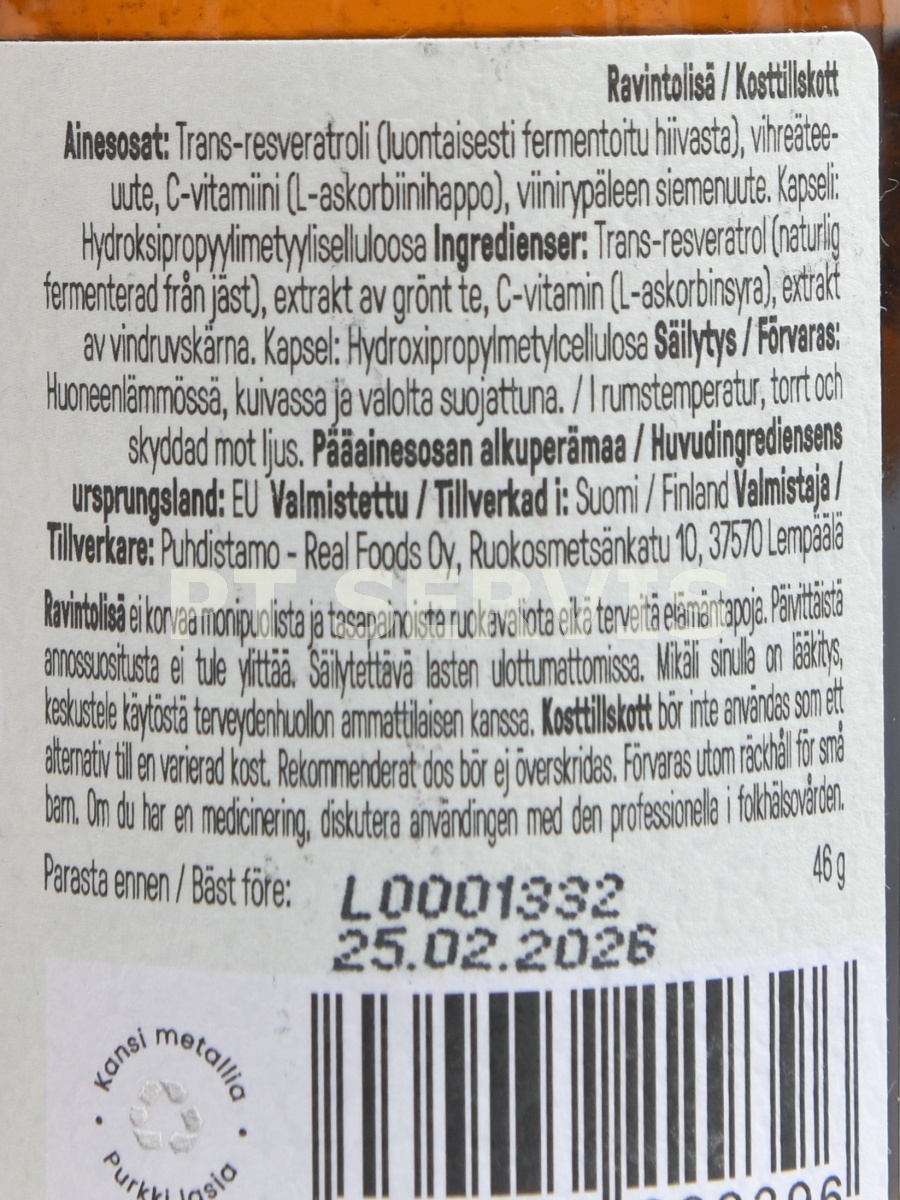 Ravintolisä / Kosttillskott
Ainesosat: Trans-resveratroli (luontaisesti fermentoitu hiivasta), vihreätee-
uute, C-vitamiini (L-askorbiinihappo), viinirypäleen siemenuute. Kapseli:
Hydroksipropyylimetyyliselluloosa Ingredienser: Trans-resveratrol (naturlig
fermenterad från jäst), extrakt av grönt te, C-vitamin (L-askorbinsyra), extrakt
av vindruvskärna. Kapsel: Hydroxipropylmetylcellulosa Säilytys / Förvaras:
Huoneenlämmössä, kuivassa ja valolta suojattuna. / I rumstemperatur, torrt och
skyddad mot ljus. Pääainesosan alkuperämaa / Huvudingrediensens
ursprungsland: EU Valmistettu / Tillverkad i: Suomi / Finland Valmistaja /
Tillverkare: Puhdistamo - Real Foods Oy, Ruokosmetsänkatu 10, 37570 Lempäälä
PT SERVIS
Ravintolisä ei korvaa monipuolista ja tasapainoista ruokavaliota eikä terveitä elämäntapoja. Päivittäistä
annossuositusta ei tule ylittää. Säilytettävä lasten ulottumattomissa. Mikäli sinulla on lääkitys,
keskustele käytöstä terveydenhuollon ammattilaisen kanssa. Kosttillskott bör inte användas som ett
alternativ till en varierad kost. Rekommenderat dos bör ej överskridas. Förvaras utom räckhåll för små
barn. Om du har en medicinering, diskutera användingen med den professionella i folkhälsovården.
46 g
Parasta ennen / Bäst före:
L0001332
25.02.2026
Kansi metallia
Purkki lasia